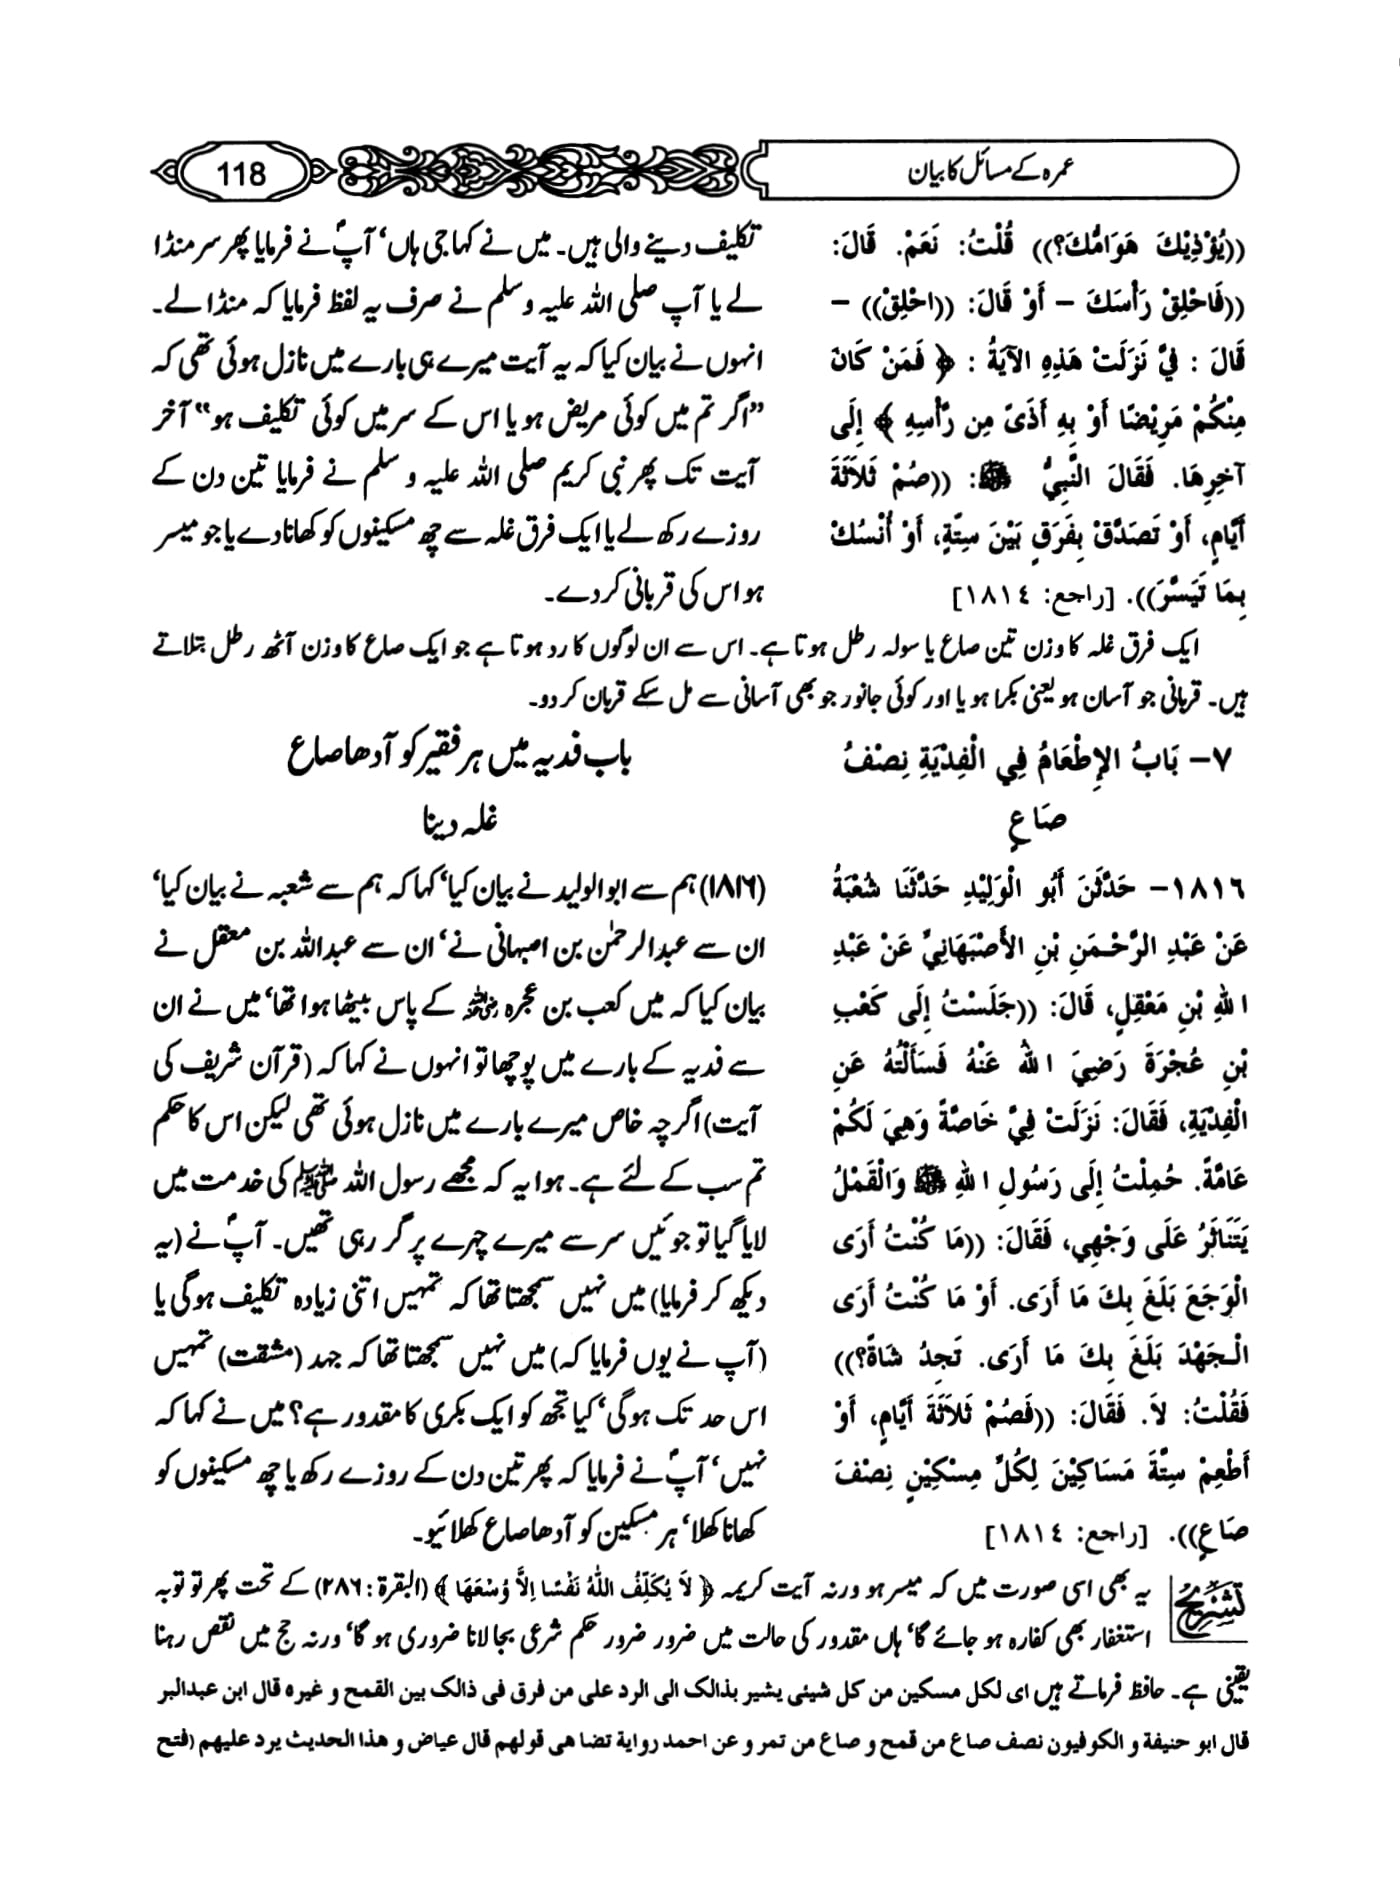 عمرہ کے مسائل کا بیان
118
((يُؤْذِيْكَ هَوَامُّكَ؟)) قُلْتُ: نَعَمْ. قَالَ:
((فَاحْلِقْ رَأْسَكَ – أَوْ قَالَ: ((احْلِقْ)) –
قَالَ : فِيَّ نَزَلَتْ هَذِهِ الآيَةُ : ﴿ فَمَنْ كَانَ
مِنْكُمْ مَرِيْضًا أَوْ بِهِ أَذًى مِن رَّأْسِهِ ﴾ إِلَى
آخِرِهَا. فَقَالَ النَّبِيُّ ﷺ: ((صُمْ ثَلاَثَةَ
أَيَّامٍ، أَوْ تَصَدَّقْ بِفَرَقٍ بَيْنَ سِتَّةٍ، أَوْ أُنْسُكْ
بِمَا تَيَسَّرَ)). [راجع: ١٨١٤]
تکلیف دینے والی ہیں۔ میں نے کہا جی ہاں‘ آپؐ نے فرمایا پھر سر منڈا
لے یا آپ صلی اللہ علیہ وسلم نے صرف یہ لفظ فرمایا کہ منڈا لے۔
انہوں نے بیان کیا کہ یہ آیت میرے ہی بارے میں نازل ہوئی تھی کہ
”اگر تم میں کوئی مریض ہو یا اس کے سر میں کوئی تکلیف ہو“ آخر
آیت تک پھر نبی کریم صلی اللہ علیہ و سلم نے فرمایا تین دن کے
روزے رکھ لے یا ایک فرق غلہ سے چھ مسکینوں کو کھانا دے یا جو میسر
ہو اس کی قربانی کر دے۔
ایک فرق غلہ کا وزن تین صاع یا سولہ رطل ہوتا ہے۔ اس سے ان لوگوں کا رد ہوتا ہے جو ایک صاع کا وزن آٹھ رطل بتلاتے
ہیں۔ قربانی جو آسان ہو یعنی بکرا ہو یا اور کوئی جانور جو بھی آسانی سے مل سکے قربان کر دو۔
٧– بَابُ الإِطْعَامُ فِي الْفِدْيَةِ نِصْفُ
صَاعٍ
باب فدیہ میں ہر فقیر کو آدھا صاع
غلہ دینا
١٨١٦– حَدَّثَنَ أَبُو الْوَلِيْدِ حَدَّثَنَا شُعْبَةُ
عَنْ عَبْدِ الرَّحْمَنِ بْنِ الأَصْبَهَانِيِّ عَنْ عَبْدِ
اللهِ بْنِ مَعْقِلٍ، قَالَ: ((جَلَسْتُ إِلَى كَعْبِ
بْنِ عُجْرَةَ رَضِيَ اللهُ عَنْهُ فَسَأَلْتُهُ عَنِ
الْفِدْيَةِ، فَقَالَ: نَزَلَتْ فِيَّ خَاصَّةً وَهِيَ لَكُمْ
عَامَّةً. حُمِلْتُ إِلَى رَسُولِ اللهِ ﷺ وَالْقَمْلُ
يَتَنَاثَرُ عَلَى وَجْهِي، فَقَالَ: ((مَا كُنْتُ أَرَى
الْوَجَعَ بَلَغَ بِكَ مَا أَرَى. أَوْ مَا كُنْتُ أَرَى
الْجَهْدَ بَلَغَ بِكَ مَا أَرَى. تَجِدُ شَاةً؟))
فَقُلْتُ: لاَ. فَقَالَ: ((فَصُمْ ثَلاَثَةَ أَيَّامٍ، أَوْ
أَطْعِمْ سِتَّةَ مَسَاكِيْنَ لِكُلِّ مِسْكِيْنٍ نِصْفَ
صَاعٍ)). [راجع: ١٨١٤]
(۱۸۱۶) ہم سے ابو الولید نے بیان کیا‘ کہا کہ ہم سے شعبہ نے بیان کیا‘
ان سے عبدالرحمٰن بن اصبہانی نے‘ ان سے عبداللہ بن معقل نے
بیان کیا کہ میں کعب بن عجرہ رضی اللہ عنہ کے پاس بیٹھا ہوا تھا‘ میں نے ان
سے فدیہ کے بارے میں پوچھا تو انہوں نے کہا کہ (قرآن شریف کی
آیت) اگرچہ خاص میرے بارے میں نازل ہوئی تھی لیکن اس کا حکم
تم سب کے لئے ہے۔ ہوا یہ کہ مجھے رسول اللہ ﷺ کی خدمت میں
لایا گیا تو جوئیں سر سے میرے چہرے پر گر رہی تھیں۔ آپؐ نے (یہ
دیکھ کر فرمایا) میں نہیں سمجھتا تھا کہ تمہیں اتنی زیادہ تکلیف ہوگی یا
(آپ نے یوں فرمایا کہ) میں نہیں سمجھتا تھا کہ جہد (مشقت) تمہیں
اس حد تک ہوگی‘ کیا تجھ کو ایک بکری کا مقدور ہے؟ میں نے کہا کہ
نہیں‘ آپؐ نے فرمایا کہ پھر تین دن کے روزے رکھ یا چھ مسکینوں کو
کھانا کھلا‘ ہر مسکین کو آدھا صاع کھلائیو۔
تشریح
یہ بھی اسی صورت میں کہ میسر ہو ورنہ آیت کریمہ ﴿ لاَ يُكَلِّفُ اللّٰهُ نَفْسًا اِلاَّ وُسْعَهَا ﴾ (البقرۃ : ۲۸۶) کے تحت پھر تو توبہ
استغفار بھی کفارہ ہو جائے گا‘ ہاں مقدور کی حالت میں ضرور ضرور حکم شرعی بجا لانا ضروری ہو گا‘ ورنہ حج میں نقص رہنا
یقینی ہے۔ حافظ فرماتے ہیں ای لکل مسکین من کل شیئی یشیر بذالک الی الرد علی من فرق فی ذالک بین القمح و غیرہ قال ابن عبدالبر
قال ابو حنیفة و الکوفیون نصف صاع من قمح و صاع من تمر و عن احمد روایة تضا ھی قولھم قال عیاض و ھذا الحدیث یرد علیھم (فتح